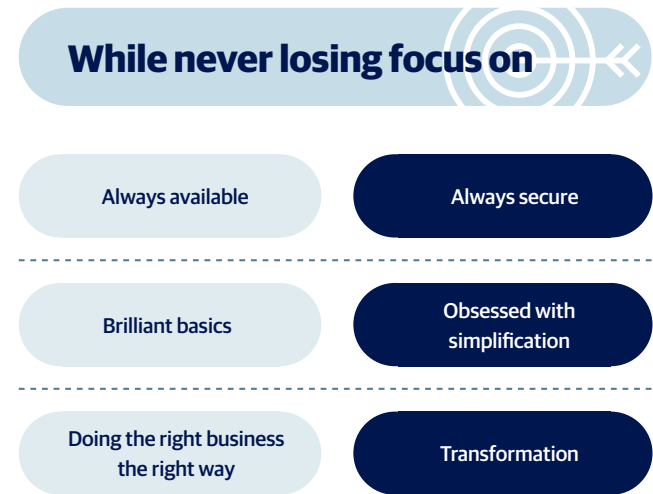 While never losing focus on
Always available
Always secure
Brilliant basics
Obsessed with
simplification
Doing the right business
the right way
Transformation